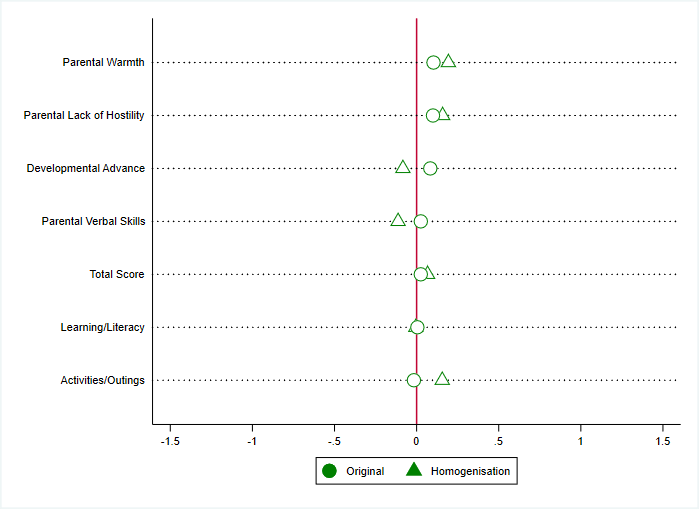 Parental Warmth
Parental Lack of Hostility
Developmental Advance
Parental Verbal Skills
Total Score
Learning/Literacy
Activities/Outings
-1.5 -1 -.5 0 .5 1 1.5
Original Homogenisation